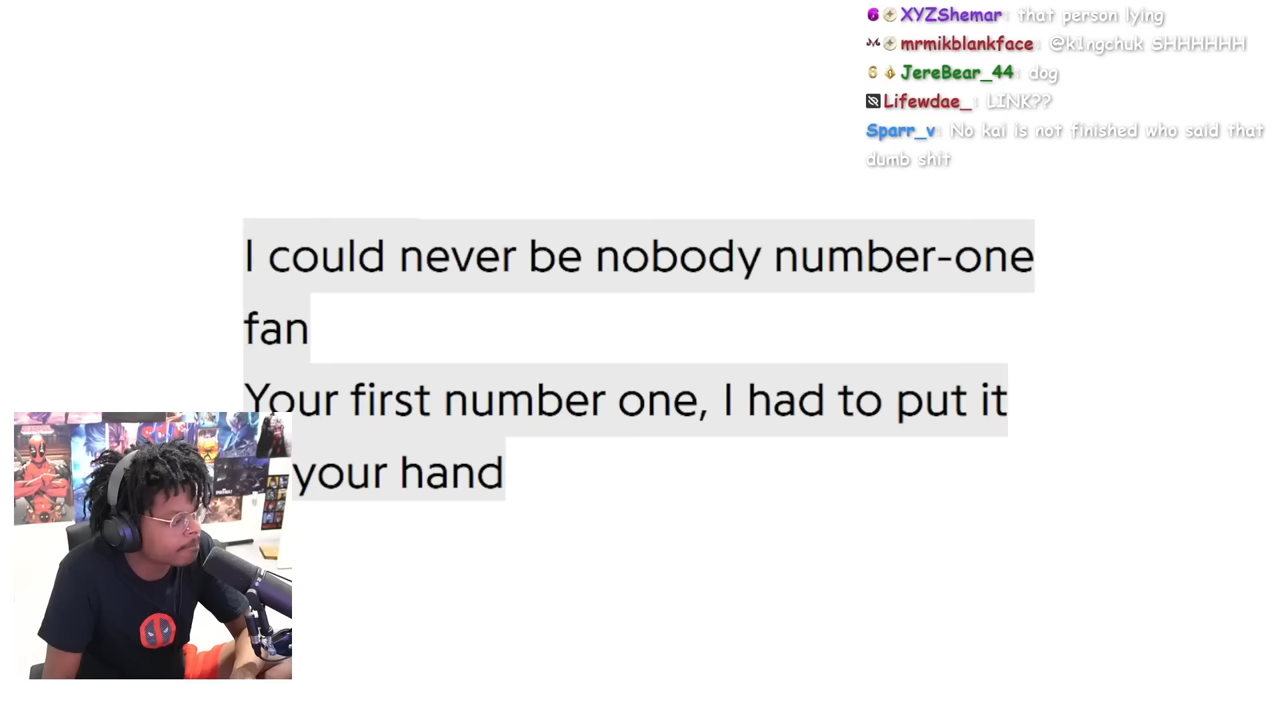 XYZShemar: that person lying
mrmikblankface: @k1ngchuk SHHHHHH
JereBear_44: dog
Lifewdae_: LINK??
Sparr_v: No kai is not finished who said that
dumb shit
I could never be nobody number-one
fan
Your first number one, I had to put it
your hand